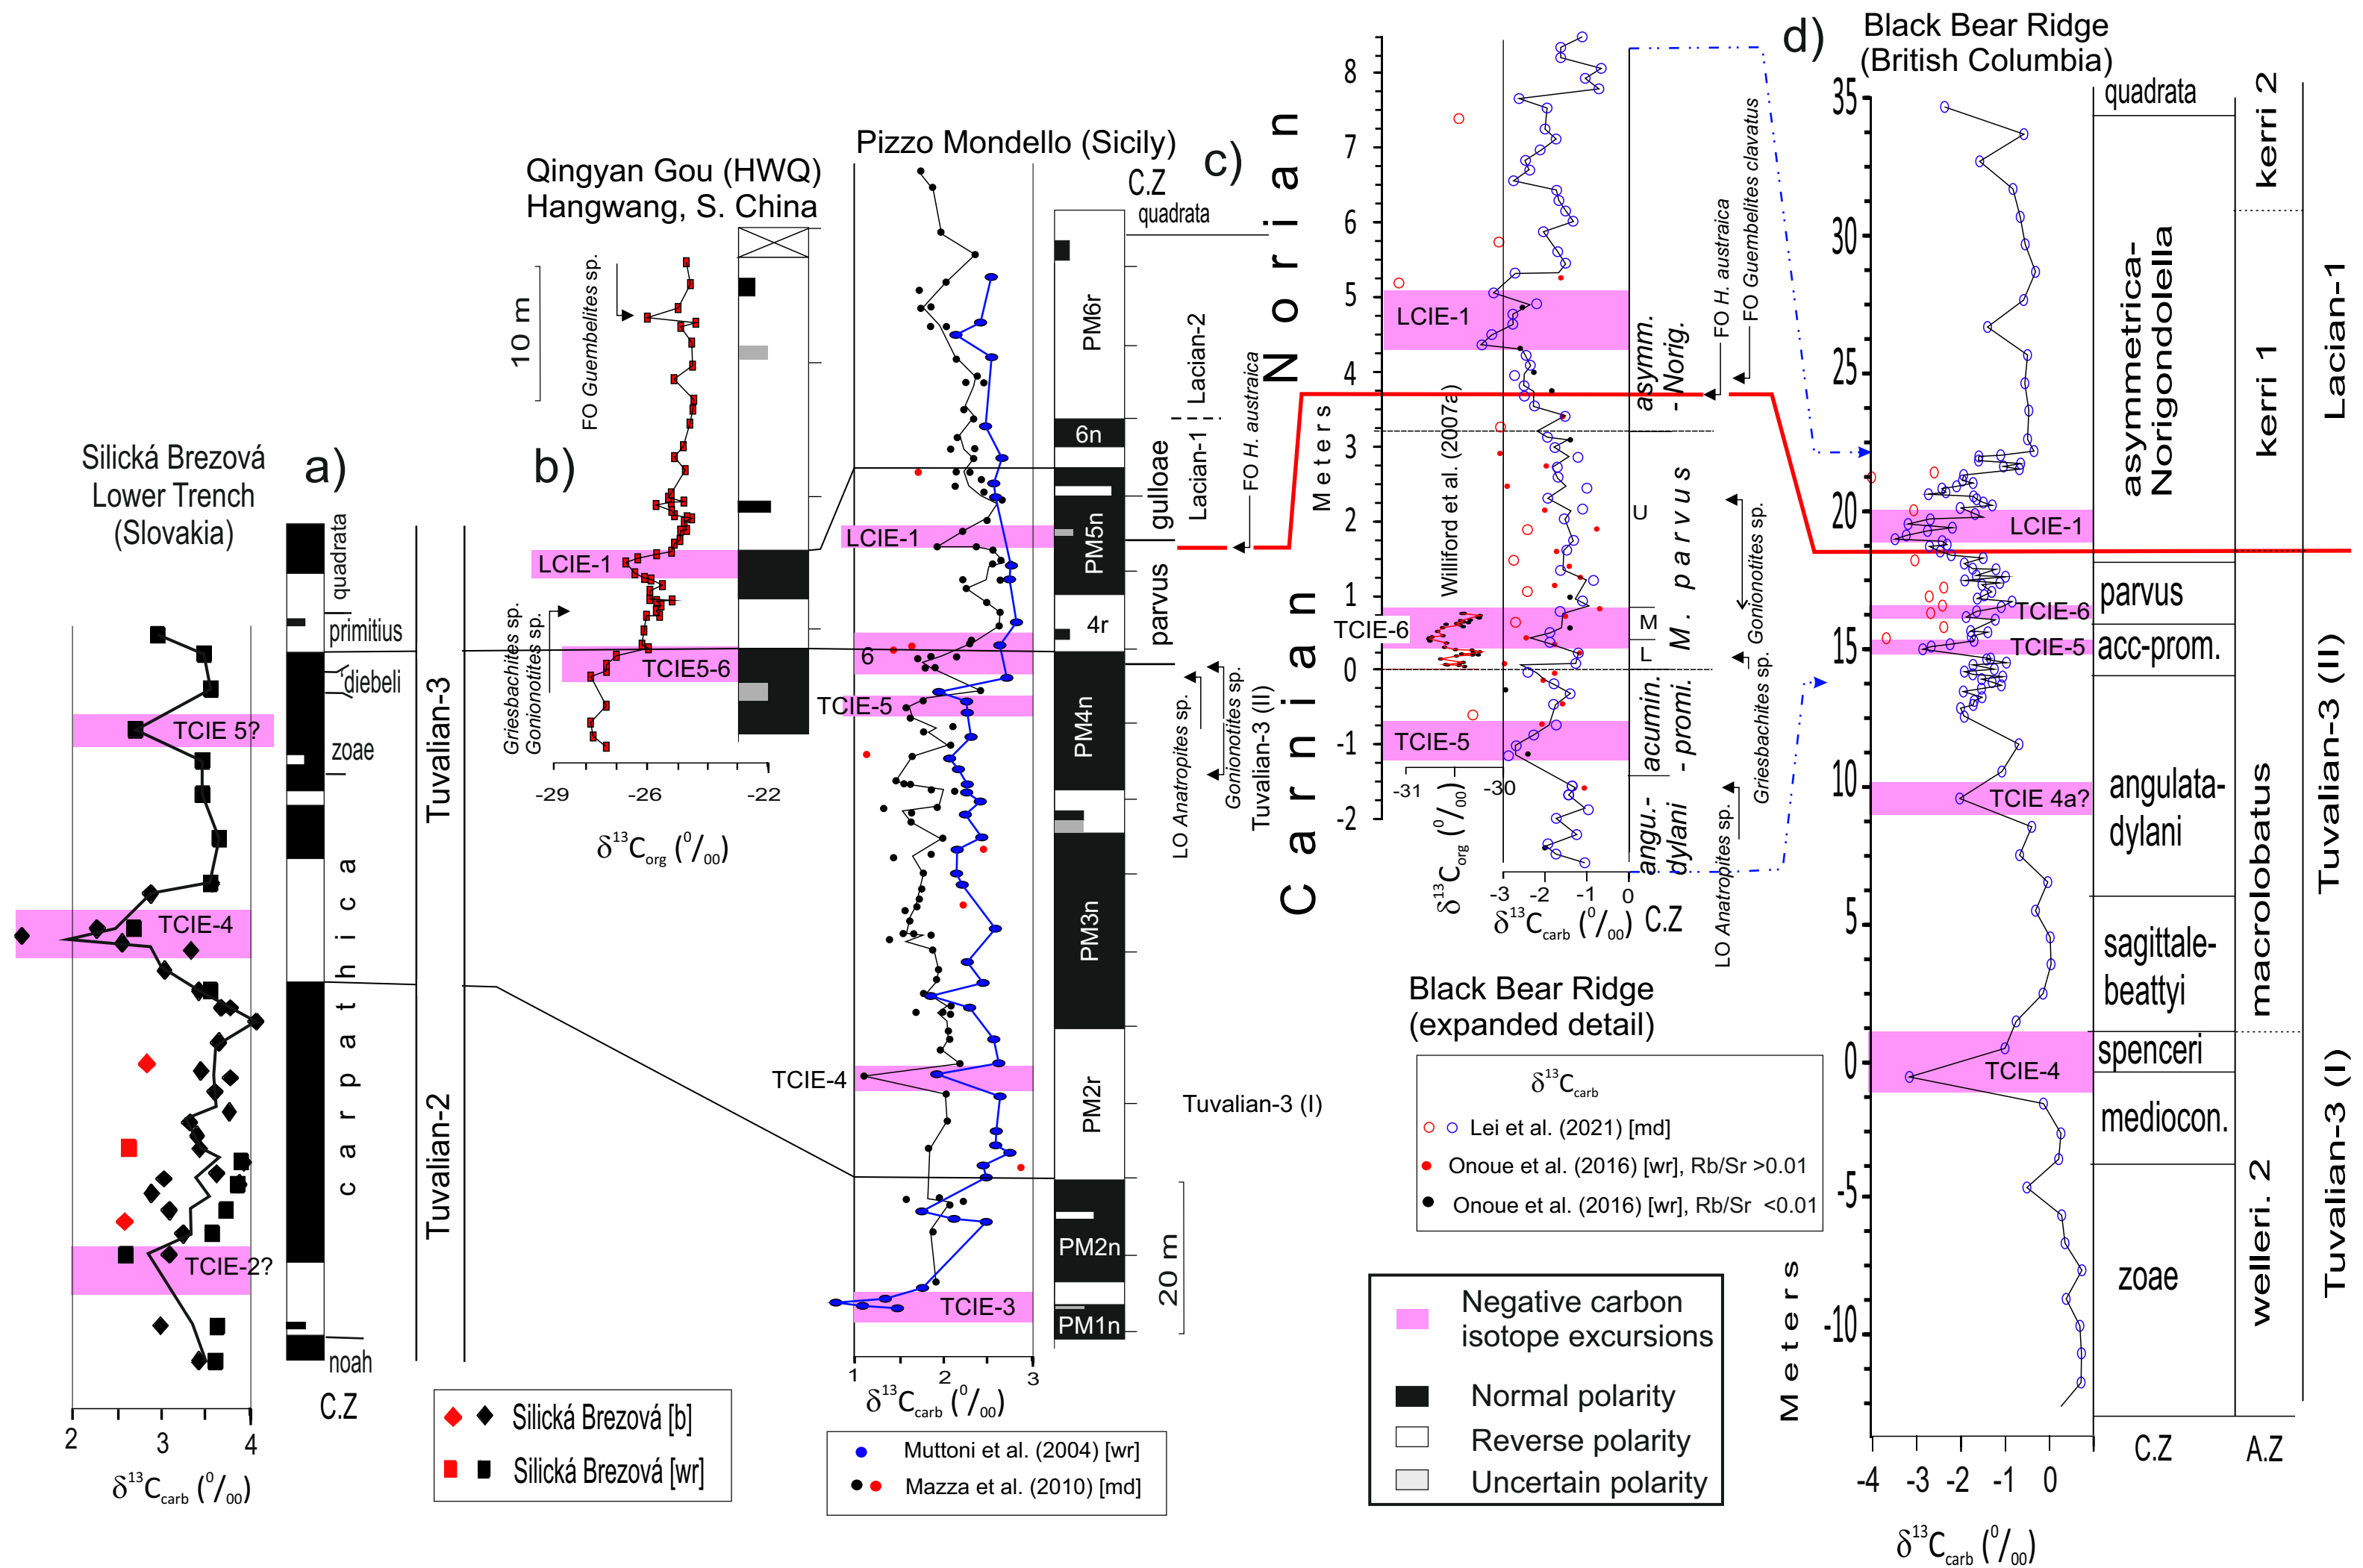 Silická Brezová
Lower Trench
(Slovakia)
a)
quadrata
primitius
diebeli
zoae
carpathica
noah
C.Z
Tuvalian-3
Tuvalian-2
TCIE 5?
TCIE-4
TCIE-2?
2 3 4
δ13Ccarb (0/00)
Silická Brezová [b]
Silická Brezová [wr]
Qingyan Gou (HWQ)
Hangwang, S. China
b)
10 m
FO Guembelites sp.
LCIE-1
Griesbachites sp.
Gonionotites sp.
TCIE5-6
-29 -26 -22
δ13Corg (0/00)
Pizzo Mondello (Sicily)
c)
C.Z
quadrata
PM6r
6n
PM5n
4r
PM4n
PM3n
PM2r
PM2n
PM1n
LCIE-1
6
TCIE-5
TCIE-4
TCIE-3
Lacian-2
Lacian-1
gulloae
parvus
FO H. austraica
LO Anatropites sp.
Gonionotites sp.
Tuvalian-3 (II)
Tuvalian-3 (I)
20 m
1 2 3
δ13Ccarb (0/00)
Muttoni et al. (2004) [wr]
Mazza et al. (2010) [md]
Norian
Carnian
Meters
8
7
6
5
4
3
2
1
0
-1
-2
LCIE-1
Williford et al. (2007a)
TCIE-6
TCIE-5
-31 -30
δ13Corg (0/00)
-3 -2 -1 0
δ13Ccarb (0/00)
C.Z
asymm.
- Norig.
M. parvus
U
M
L
acumin.
- promi.
angu.-
dylani
FO H. austraica
FO Guembelites clavatus
Gonionotites sp.
Griesbachites sp.
LO Anatropites sp.
Black Bear Ridge
(expanded detail)
δ13Ccarb
Lei et al. (2021) [md]
Onoue et al. (2016) [wr], Rb/Sr >0.01
Onoue et al. (2016) [wr], Rb/Sr <0.01
Negative carbon
isotope excursions
Normal polarity
Reverse polarity
Uncertain polarity
d)
Black Bear Ridge
(British Columbia)
35
30
25
20
15
10
5
0
-5
-10
Meters
LCIE-1
TCIE-6
TCIE-5
TCIE 4a?
TCIE-4
quadrata
asymmetrica-
Norigondolella
parvus
acc-prom.
angulata-
dylani
sagittale-
beattyi
spenceri
mediocon.
zoae
C.Z
kerri 2
kerri 1
macrolobatus
welleri. 2
A.Z
Lacian-1
Tuvalian-3 (II)
Tuvalian-3 (I)
-4 -3 -2 -1 0
δ13Ccarb (0/00)